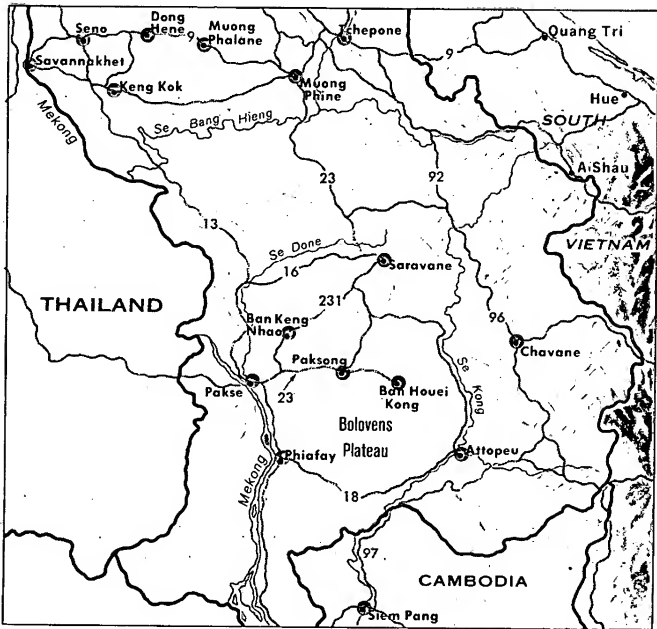 Seno
Dong
Hene
9
Muong
Phalane
chepone
9
Quang Tri
Savannakhet
Keng Kok
Muong
Phine
Hue
Mekong
Se Bang Hieng
SOUTH
A Shau
23
92
13
VIETNAM
Se Done
16
Saravane
THAILAND
231
Ban Keng
Nhao
96
Chavane
Paksong
Pakse
23
Ban Houei
Kong
Se Kong
Bolovens
Plateau
Phiafay
Attopeu
Mekong
18
97
CAMBODIA
Siem Pang